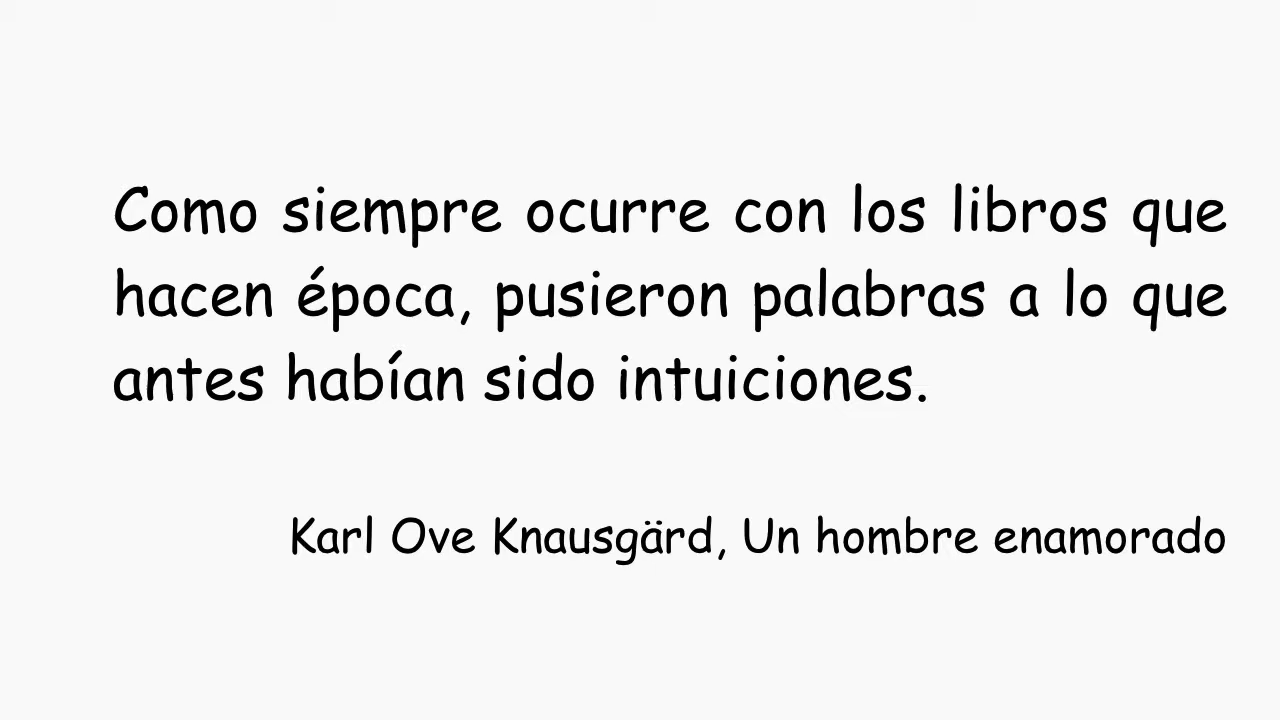 Como siempre ocurre con los libros que
hacen época, pusieron palabras a lo que
antes habían sido intuiciones.
Karl Ove Knausgärd, Un hombre enamorado